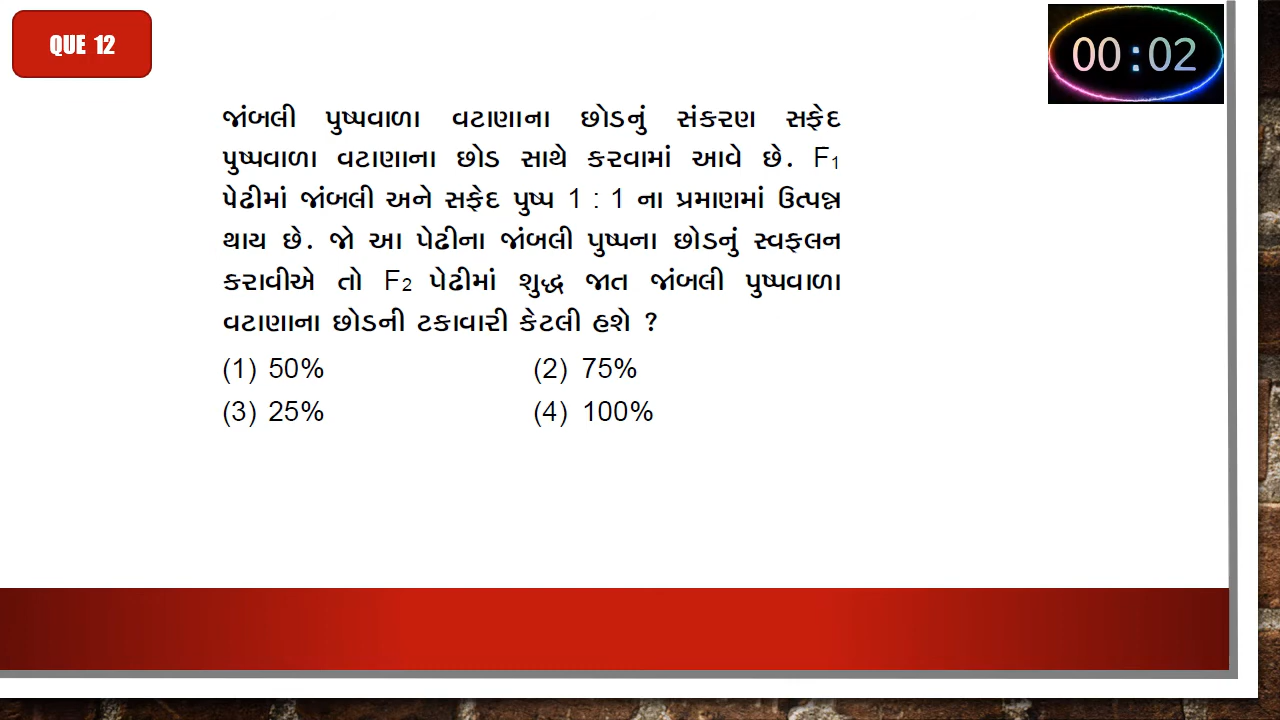 QUE 12
00:02
જાંબલી પુષ્પવાળા વટાણાના છોડનું સંકરણ સફેદ
પુષ્પવાળા વટાણાના છોડ સાથે કરવામાં આવે છે. F1
પેઢીમાં જાંબલી અને સફેદ પુષ્પ 1 : 1 ના પ્રમાણમાં ઉત્પન્ન
થાય છે. જો આ પેઢીના જાંબલી પુષ્પના છોડનું સ્વફલન
કરાવીએ તો F2 પેઢીમાં શુદ્ધ જાત જાંબલી પુષ્પવાળા
વટાણાના છોડની ટકાવારી કેટલી હશે ?
(1) 50% (2) 75%
(3) 25% (4) 100%